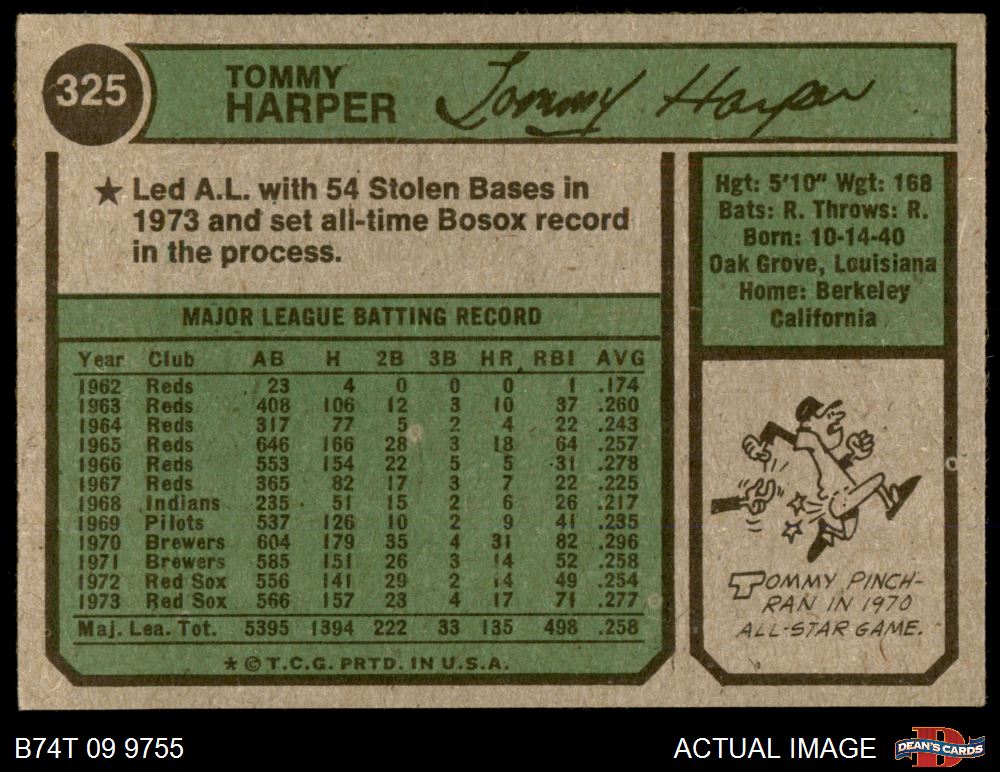 325
TOMMY
HARPER
Tommy Harper
★ Led A.L. with 54 Stolen Bases in
1973 and set all-time Bosox record
in the process.
Hgt: 5'10" Wgt: 168
Bats: R. Throws: R.
Born: 10-14-40
Oak Grove, Louisiana
Home: Berkeley
California
MAJOR LEAGUE BATTING RECORD
Year Club AB H 2B 3B HR RBI AVG
1962 Reds 23 4 0 0 0 1 .174
1963 Reds 408 106 12 3 10 37 .260
1964 Reds 317 77 5 2 4 22 .243
1965 Reds 646 166 28 3 18 64 .257
1966 Reds 553 154 22 5 5 31 .278
1967 Reds 365 82 17 3 7 22 .225
1968 Indians 235 51 15 2 6 26 .217
1969 Pilots 537 126 10 2 9 41 .235
1970 Brewers 604 179 35 4 31 82 .296
1971 Brewers 585 151 26 3 14 52 .258
1972 Red Sox 556 141 29 2 14 49 .254
1973 Red Sox 566 157 23 4 17 71 .277
Maj. Lea. Tot. 5395 1394 222 33 135 498 .258
★ © T.C.G. PRTD. IN U.S.A.
TOMMY PINCH-
RAN IN 1970
ALL-STAR GAME.
B74T 09 9755
ACTUAL IMAGE
D
DEAN'S CARDS